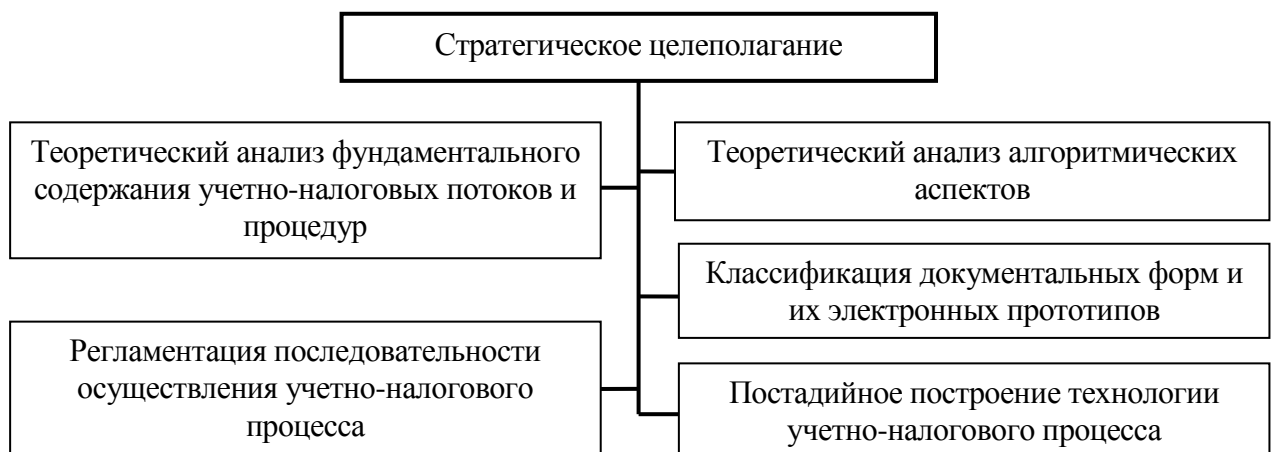 Стратегическое целеполагание
Теоретический анализ фундаментального
содержания учетно-налоговых потоков и
процедур
Теоретический анализ алгоритмических
аспектов
Классификация документальных форм и
их электронных прототипов
Регламентация последовательности
осуществления учетно-налогового
процесса
Постадийное построение технологии
учетно-налогового процесса